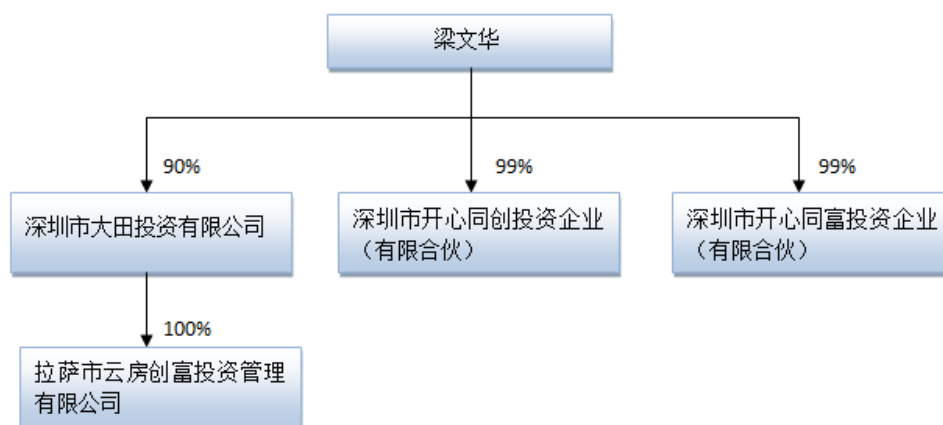 梁文华
90%
99%
99%
深圳市大田投资有限公司
深圳市开心同创投资企业
（有限合伙）
深圳市开心同富投资企业
（有限合伙）
100%
拉萨市云房创富投资管理
有限公司